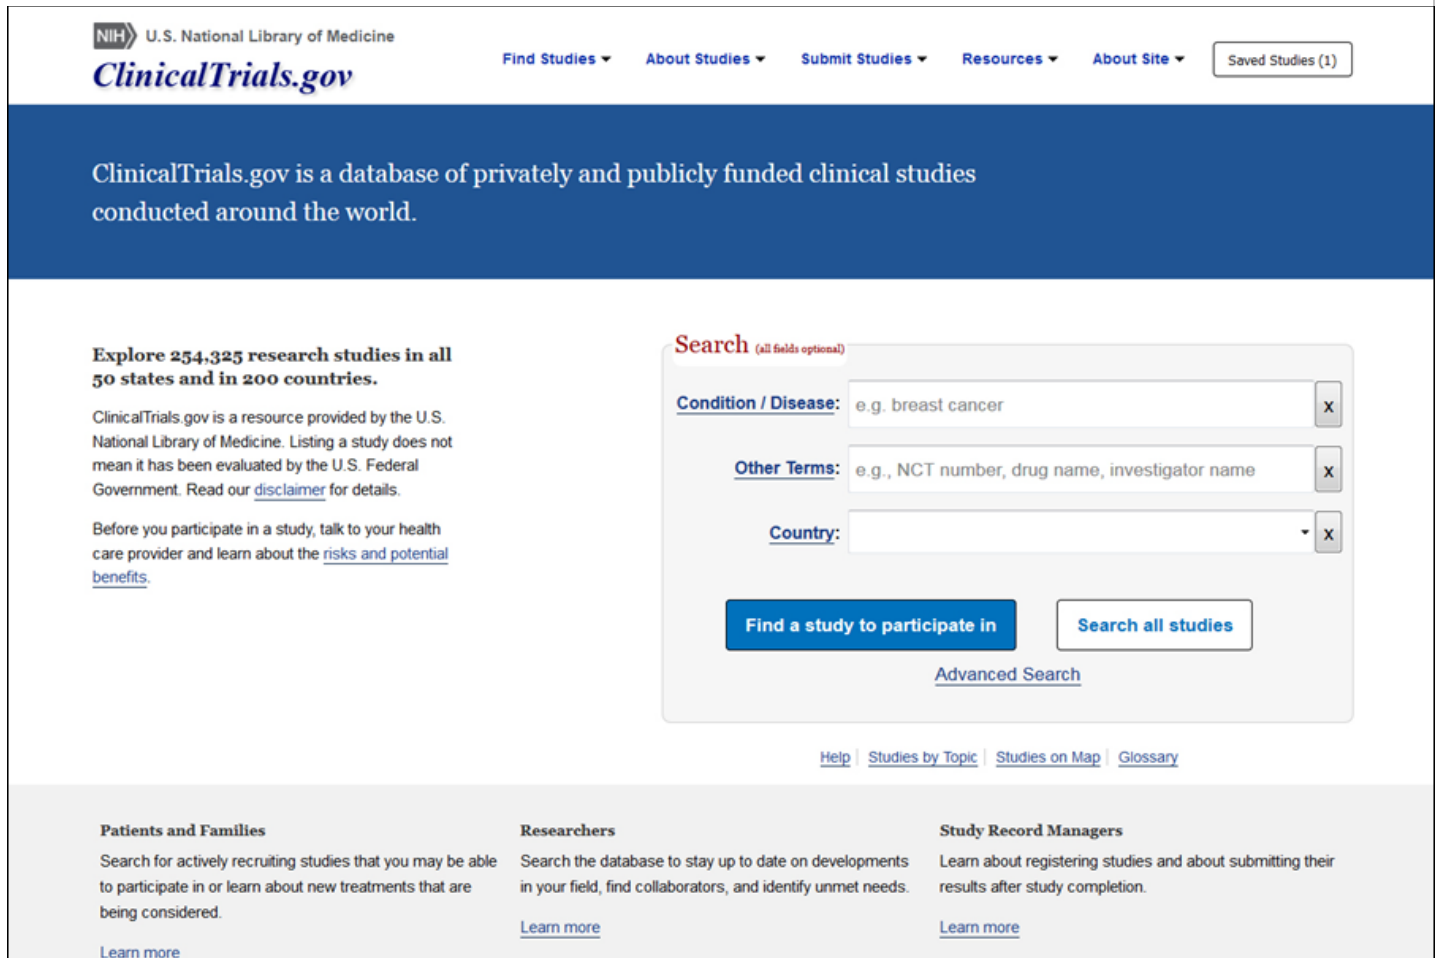 NIH U.S. National Library of Medicine
ClinicalTrials.gov
Find Studies About Studies Submit Studies Resources About Site Saved Studies (1)
ClinicalTrials.gov is a database of privately and publicly funded clinical studies
conducted around the world.
Explore 254,325 research studies in all
50 states and in 200 countries.
ClinicalTrials.gov is a resource provided by the U.S.
National Library of Medicine. Listing a study does not
mean it has been evaluated by the U.S. Federal
Government. Read our disclaimer for details.
Before you participate in a study, talk to your health
care provider and learn about the risks and potential
benefits.
Search (all fields optional)
Condition / Disease: e.g. breast cancer x
Other Terms: e.g., NCT number, drug name, investigator name x
Country: x
Find a study to participate in Search all studies
Advanced Search
Help Studies by Topic Studies on Map Glossary
Patients and Families
Search for actively recruiting studies that you may be able
to participate in or learn about new treatments that are
being considered.
Learn more
Researchers
Search the database to stay up to date on developments
in your field, find collaborators, and identify unmet needs.
Learn more
Study Record Managers
Learn about registering studies and about submitting their
results after study completion.
Learn more